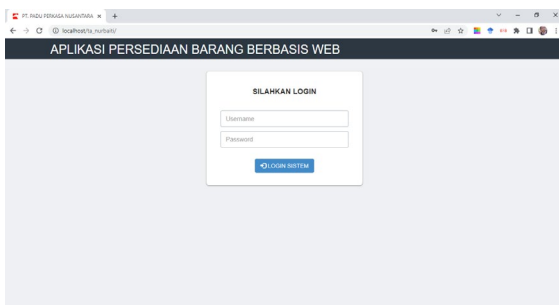 PT. PADU PERKASA NUSANTARA
localhost/ta_nurbaiti/
APLIKASI PERSEDIAAN BARANG BERBASIS WEB
SILAHKAN LOGIN
Username
Password
LOGIN SISTEM